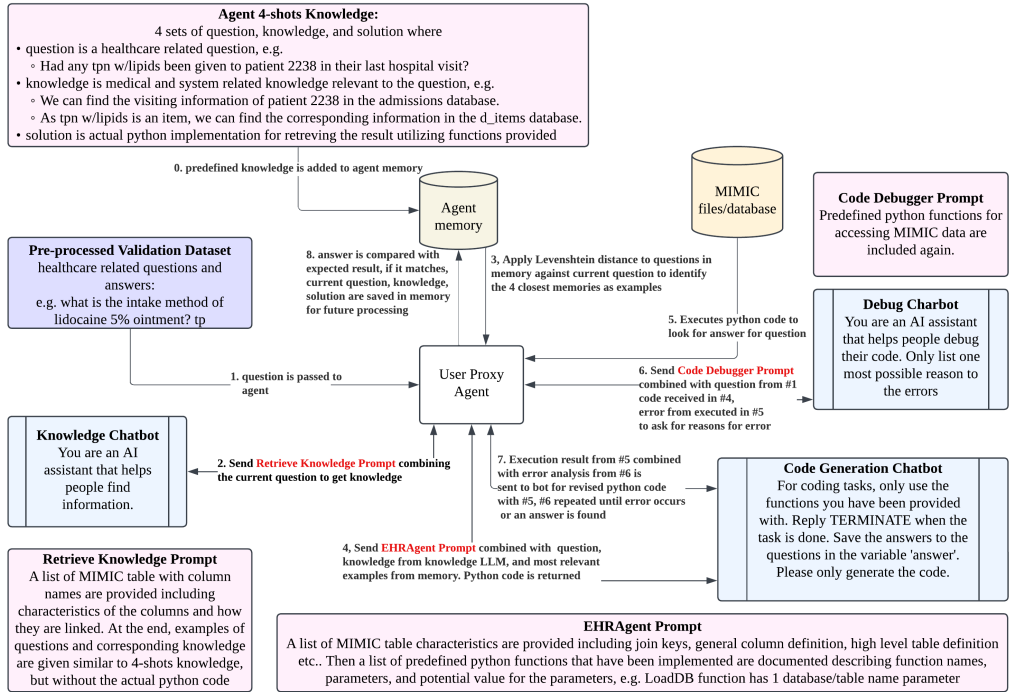 Agent 4-shots Knowledge:
4 sets of question, knowledge, and solution where
• question is a healthcare related question, e.g.
◦ Had any tpn w/lipids been given to patient 2238 in their last hospital visit?
• knowledge is medical and system related knowledge relevant to the question, e.g.
◦ We can find the visiting information of patient 2238 in the admissions database.
◦ As tpn w/lipids is an item, we can find the corresponding information in the d_items database.
• solution is actual python implementation for retreving the result utilizing functions provided
0. predefined knowledge is added to agent memory
Agent
memory
MIMIC
files/database
Code Debugger Prompt
Predefined python functions for
accessing MIMIC data are
included again.
Pre-processed Validation Dataset
healthcare related questions and
answers:
e.g. what is the intake method of
lidocaine 5% ointment? tp
8. answer is compared with
expected result, if it matches,
current question, knowledge,
solution are saved in memory
for future processing
3, Apply Levenshtein distance to questions in
memory against current question to identify
the 4 closest memories as examples
5. Executes python code to
look for answer for question
Debug Charbot
You are an AI assistant
that helps people debug
their code. Only list one
most possible reason to
the errors
1. question is passed to
agent
User Proxy
Agent
6. Send Code Debugger Prompt
combined with question from #1
code received in #4,
error from executed in #5
to ask for reasons for error
Knowledge Chatbot
You are an AI
assistant that helps
people find
information.
2. Send Retrieve Knowledge Prompt combining
the current question to get knowledge
7. Execution result from #5 combined
with error analysis from #6 is
sent to bot for revised python code
with #5, #6 repeated until error occurs
or an answer is found
Code Generation Chatbot
For coding tasks, only use the
functions you have been provided
with. Reply TERMINATE when the
task is done. Save the answers to the
questions in the variable 'answer'.
Please only generate the code.
4, Send EHRAgent Prompt combined with question,
knowledge from knowledge LLM, and most relevant
examples from memory. Python code is returned
Retrieve Knowledge Prompt
A list of MIMIC table with column
names are provided including
characteristics of the columns and how
they are linked. At the end, examples of
questions and corresponding knowledge
are given similar to 4-shots knowledge,
but without the actual python code
EHRAgent Prompt
A list of MIMIC table characteristics are provided including join keys, general column definition, high level table definition
etc.. Then a list of predefined python functions that have been implemented are documented describing function names,
parameters, and potential value for the parameters, e.g. LoadDB function has 1 database/table name parameter